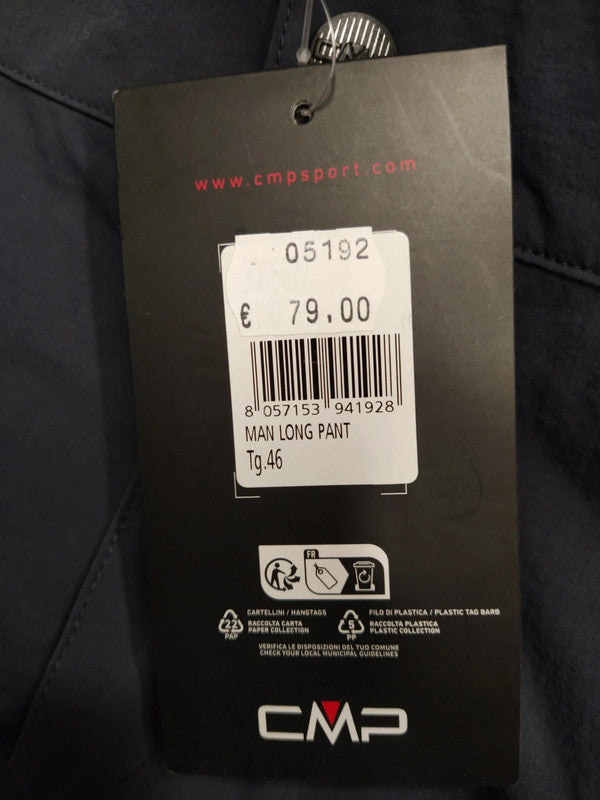 www.cmpsport.com
05192
€ 79,00
8 057153 941928
MAN LONG PANT
Tg.46
FR
CARTELLINI / HANGTAGS
22
PAP
RACCOLTA CARTA
PAPER COLLECTION
FILO DI PLASTICA / PLASTIC TAG BARB
5
PP
RACCOLTA PLASTICA
PLASTIC COLLECTION
VERIFICA LE DISPOSIZIONI DEL TUO COMUNE
CHECK YOUR LOCAL MUNICIPAL GUIDELINES
CMP